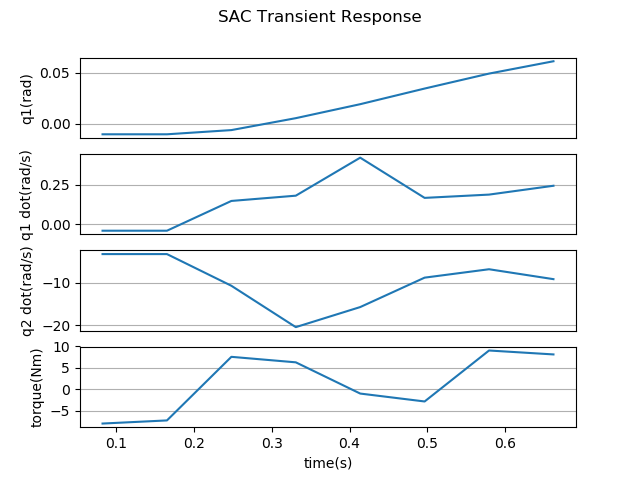 SAC Transient Response
q1(rad)
0.05
0.00
q1 dot(rad/s)
0.25
0.00
q2 dot(rad/s)
−10
−20
torque(Nm)
10
5
0
−5
0.1 0.2 0.3 0.4 0.5 0.6
time(s)